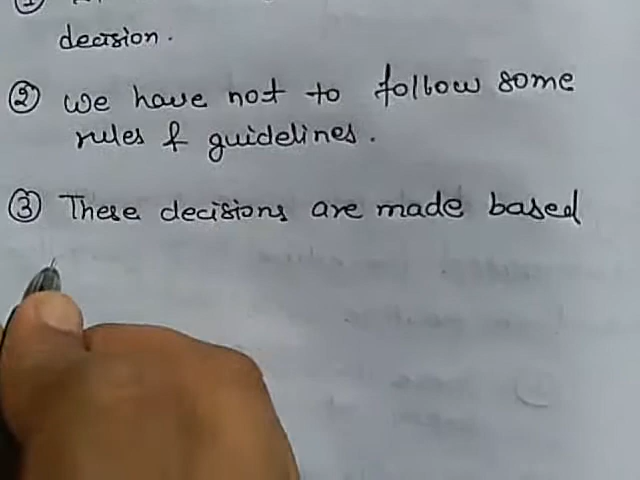 decision.
② We have not to follow some
rules & guidelines.
③ These decisions are made based